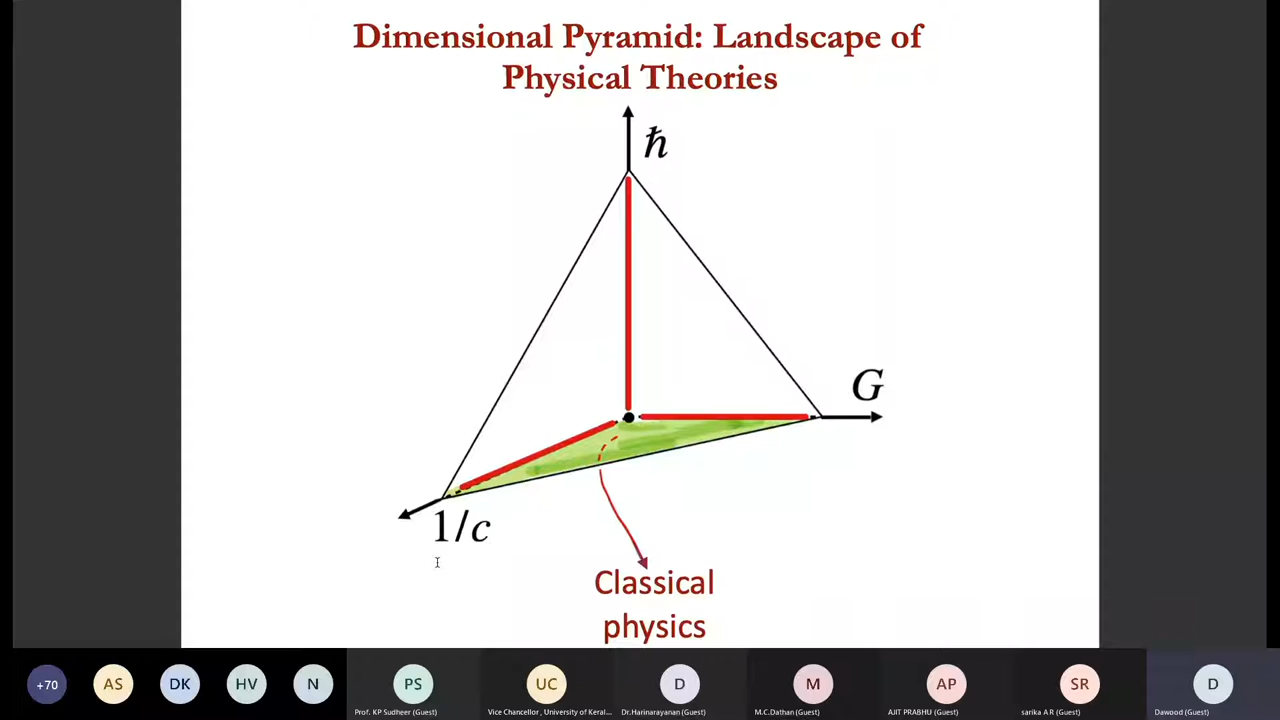 Dimensional Pyramid: Landscape of
Physical Theories
ħ
G
1/c
Classical
physics
+70
AS
DK
HV
N
PS
UC
D
M
AP
SR
D
Prof. KP Sudheer (Guest)
Vice Chancellor , University of Keral...
Dr.Harinarayanan (Guest)
M.C.Dathan (Guest)
AJIT PRABHU (Guest)
sarika A R (Guest)
Dawood (Guest)